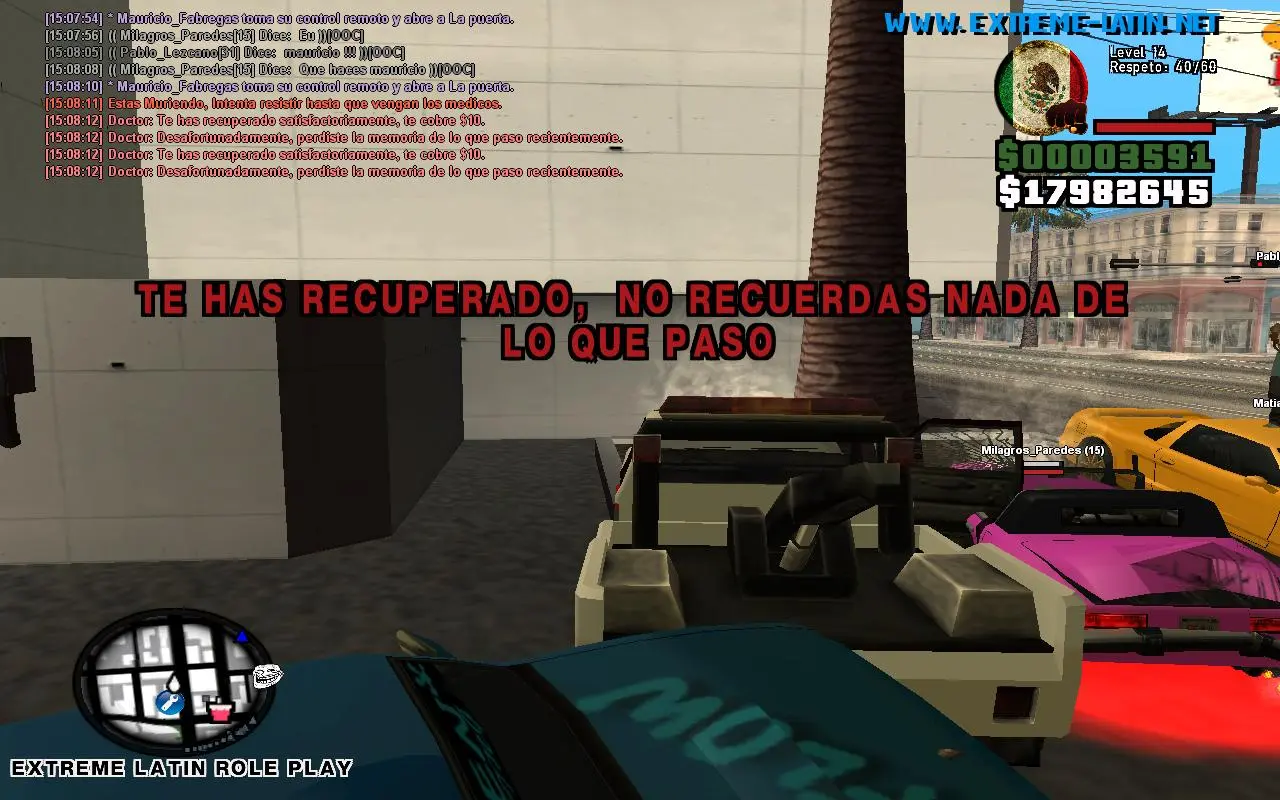 [15:07:54] * Mauricio_Fabregas toma su control remoto y abre a La puerta.
[15:07:56] (( Milagros_Paredes[15] Dice:  Eu ))[OOC]
[15:08:05] (( Pablo_Lezcano[31] Dice:  mauricio !!! ))[OOC]
[15:08:08] (( Milagros_Paredes[15] Dice:  Que haces mauricio ))[OOC]
[15:08:10] * Mauricio_Fabregas toma su control remoto y abre a La puerta.
[15:08:11] Estas Muriendo, Intenta resistir hasta que vengan los medicos.
[15:08:12] Doctor: Te has recuperado satisfactoriamente, te cobre $10.
[15:08:12] Doctor: Desafortunadamente, perdiste la memoria de lo que paso recientemente.
[15:08:12] Doctor: Te has recuperado satisfactoriamente, te cobre $10.
[15:08:12] Doctor: Desafortunadamente, perdiste la memoria de lo que paso recientemente.
WWW.EXTREME-LATIN.NET
Level 14
Respeto: 40/60
$00003591
$17982645
Pabl
TE HAS RECUPERADO, NO RECUERDAS NADA DE
LO QUE PASO
Matia
Milagros_Paredes (15)
EXTREME LATIN ROLE PLAY